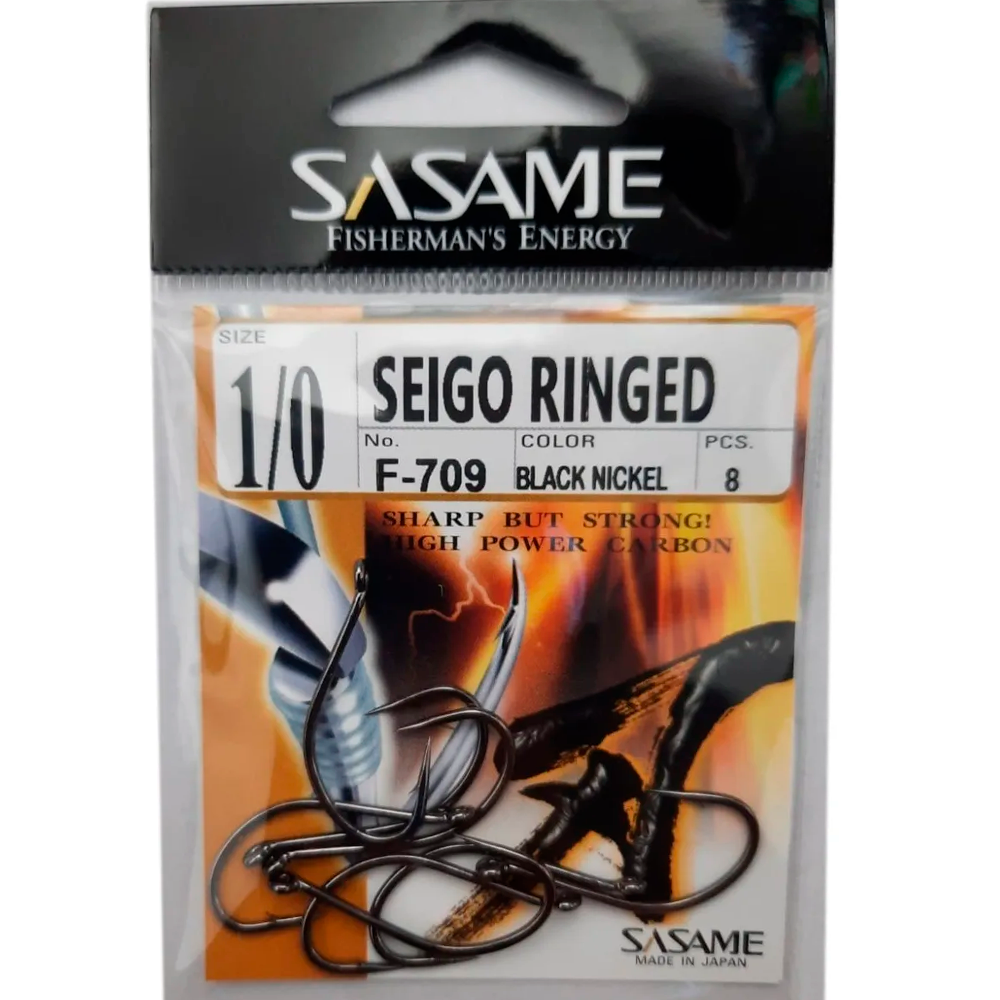 SASAME
FISHERMAN'S ENERGY
SIZE
1/0
SEIGO RINGED
No.
F-709
COLOR
BLACK NICKEL
PCS.
8
SHARP BUT STRONG!
HIGH POWER CARBON
SASAME
MADE IN JAPAN